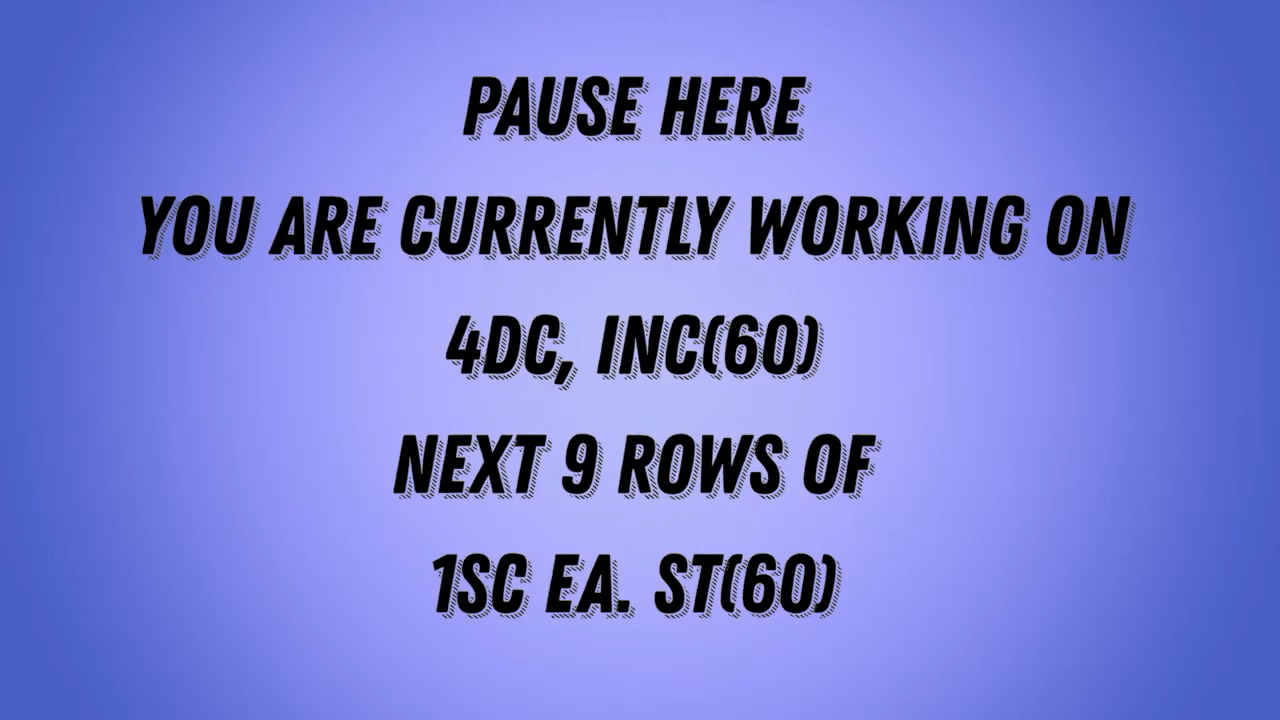 PAUSE HERE
YOU ARE CURRENTLY WORKING ON
4DC, INC(60)
NEXT 9 ROWS OF
1SC EA. ST(60)